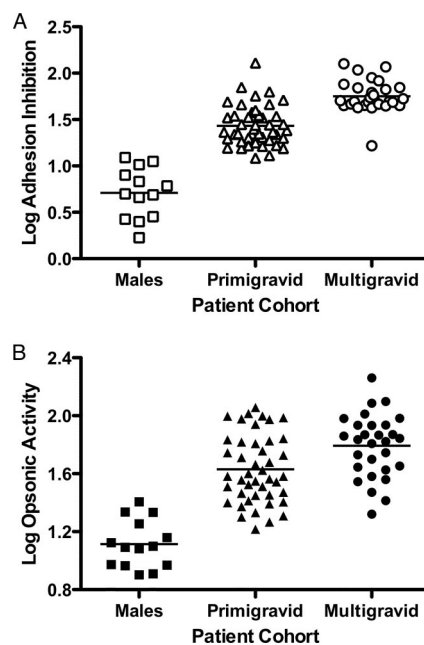 A
Log Adhesion Inhibition
2.5
2.0
1.5
1.0
0.5
0.0
Males Primigravid Multigravid
Patient Cohort
B
Log Opsonic Activity
2.4
2.0
1.6
1.2
0.8
Males Primigravid Multigravid
Patient Cohort